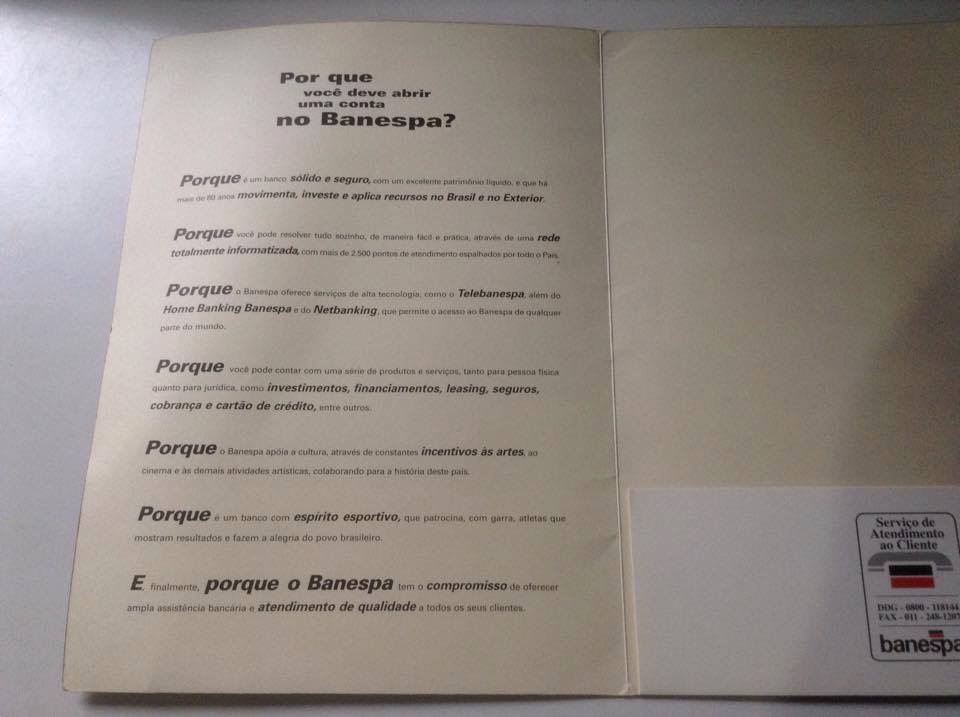 Por que
você deve abrir
uma conta
no Banespa?
Porque é um banco sólido e seguro, com um excelente patrimônio líquido, e que há
mais de 80 anos movimenta, investe e aplica recursos no Brasil e no Exterior.
Porque você pode resolver tudo sozinho, de maneira fácil e prática, através de uma rede
totalmente informatizada, com mais de 2.500 pontos de atendimento espalhados por todo o País.
Porque o Banespa oferece serviços de alta tecnologia, como o Telebanespa, além do
Home Banking Banespa e do Netbanking, que permite o acesso ao Banespa de qualquer
parte do mundo.
Porque você pode contar com uma série de produtos e serviços, tanto para pessoa física
quanto para jurídica, como investimentos, financiamentos, leasing, seguros,
cobrança e cartão de crédito, entre outros.
Porque o Banespa apóia a cultura, através de constantes incentivos às artes, ao
cinema e às demais atividades artísticas, colaborando para a história deste país.
Porque é um banco com espírito esportivo, que patrocina, com garra, atletas que
mostram resultados e fazem a alegria do povo brasileiro.
E, finalmente, porque o Banespa tem o compromisso de oferecer
ampla assistência bancária e atendimento de qualidade a todos os seus clientes.
Serviço de
Atendimento
ao Cliente
DDG - 0800 - 118144
FAX - 011 - 248-1207
banespa